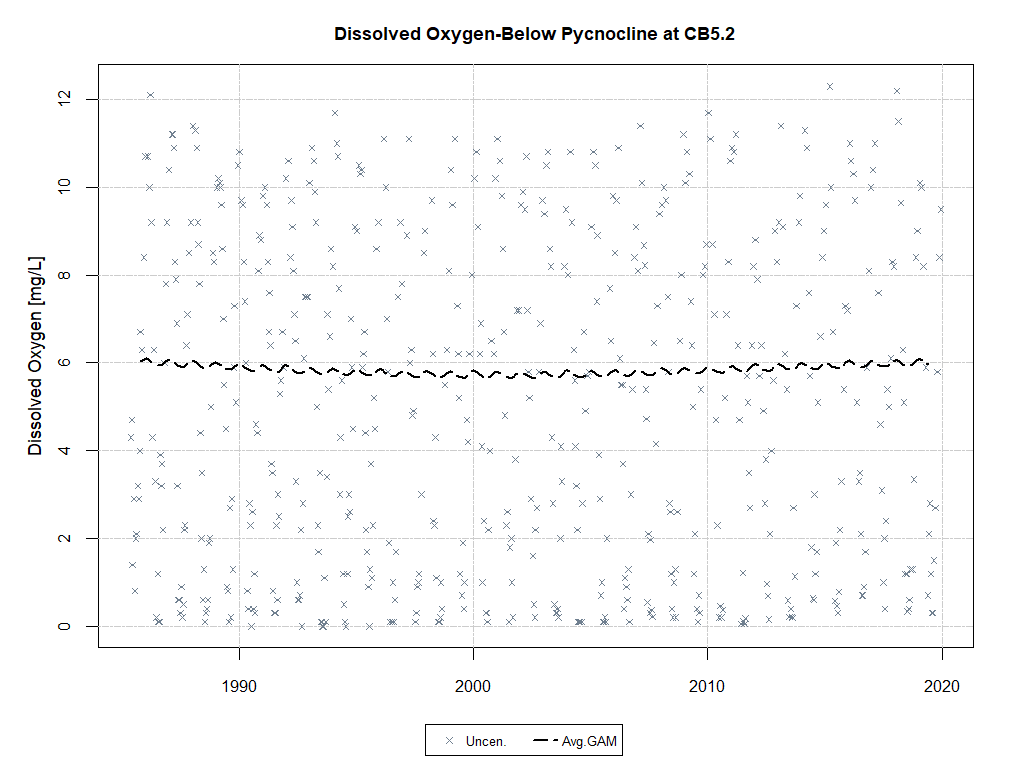 Dissolved Oxygen-Below Pycnocline at CB5.2
Dissolved Oxygen [mg/L]
12
10
8
6
4
2
0
1990
2000
2010
2020
Uncen.
Avg.GAM